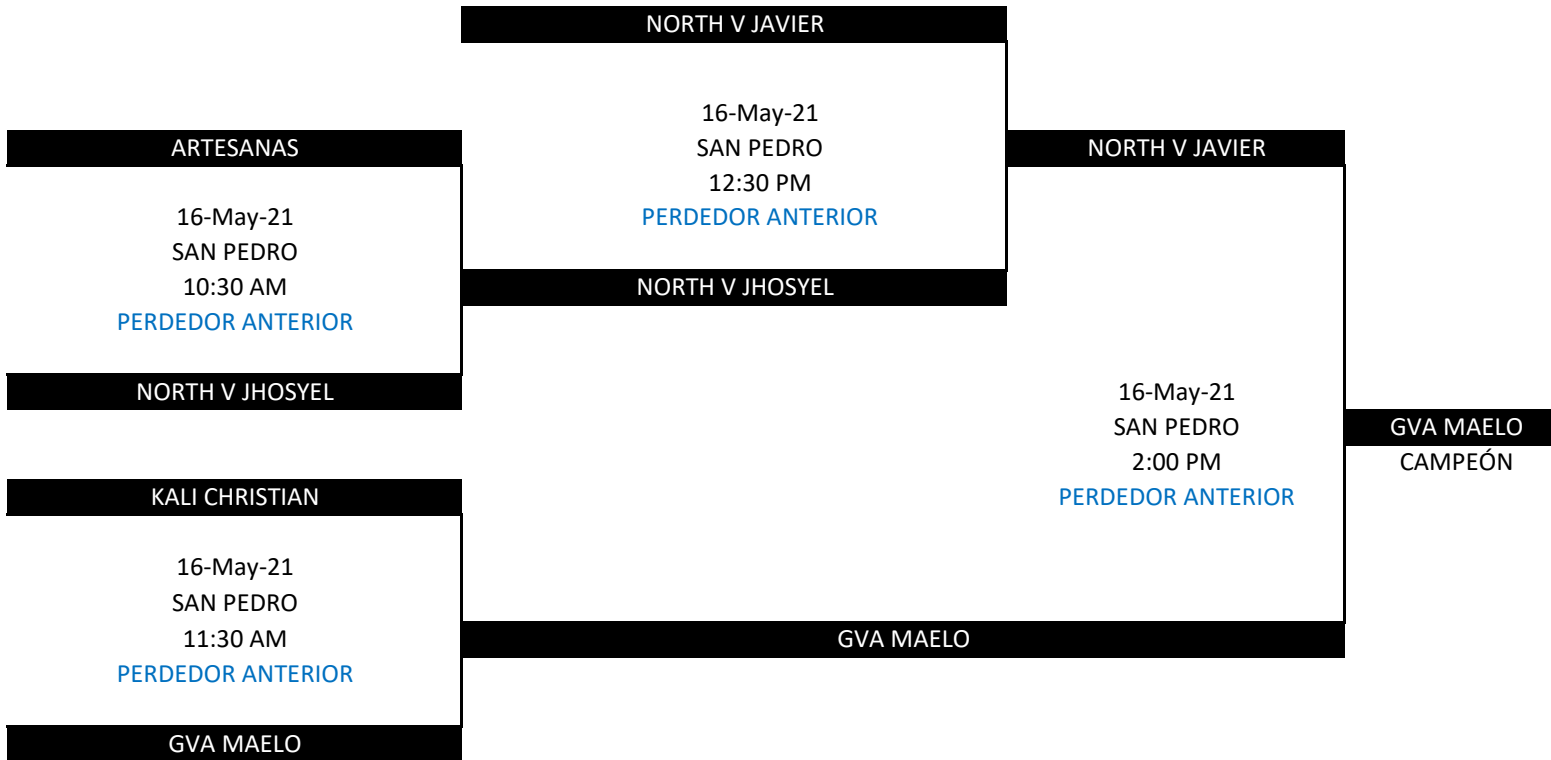 NORTH V JAVIER
16-May-21
SAN PEDRO
12:30 PM
PERDEDOR ANTERIOR
NORTH V JHOSYEL
ARTESANAS
16-May-21
SAN PEDRO
10:30 AM
PERDEDOR ANTERIOR
NORTH V JHOSYEL
NORTH V JAVIER
16-May-21
SAN PEDRO
2:00 PM
PERDEDOR ANTERIOR
GVA MAELO
CAMPEÓN
KALI CHRISTIAN
16-May-21
SAN PEDRO
11:30 AM
PERDEDOR ANTERIOR
GVA MAELO
GVA MAELO